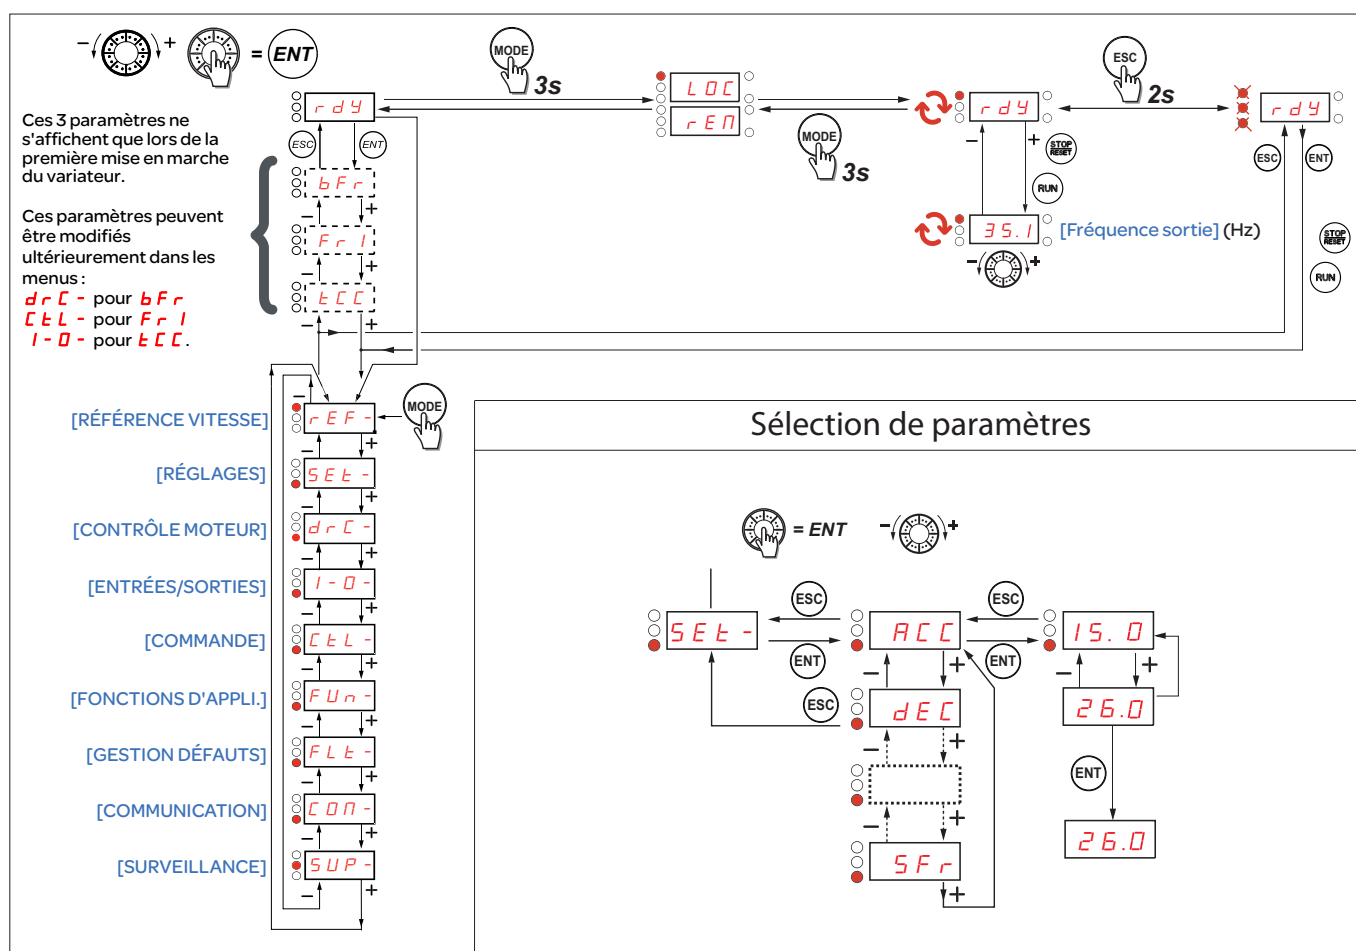 - + = ENT
MODE 3s
ESC 2s
rdY
LOC
rEM
MODE 3s
rdY
rdY
Ces 3 paramètres ne
s'affichent que lors de la
première mise en marche
du variateur.
ESC ENT
- + STOP RESET
RUN
ESC ENT
bFr
- +
Ces paramètres peuvent
être modifiés
ultérieurement dans les
menus :
drC- pour bFr
CtL- pour Fr1
I-O- pour tCC.
Fr1
- +
tCC
- +
35.1 [Fréquence sortie] (Hz)
- +
STOP RESET
RUN
-
[RÉFÉRENCE VITESSE] rEF- MODE
- +
[RÉGLAGES] SEt-
- +
[CONTRÔLE MOTEUR] drC-
- +
[ENTRÉES/SORTIES] I-O-
- +
[COMMANDE] CtL-
- +
[FONCTIONS D'APPLI.] FUn-
- +
[GESTION DÉFAUTS] FLt-
- +
[COMMUNICATION] COM-
- +
[SURVEILLANCE] SUP-
- +
Sélection de paramètres
= ENT - +
ESC ESC
SEt- ACC 15.0
ENT ENT
- + - +
ESC dEC 26.0
- +
ENT
- +
SFr 26.0
+